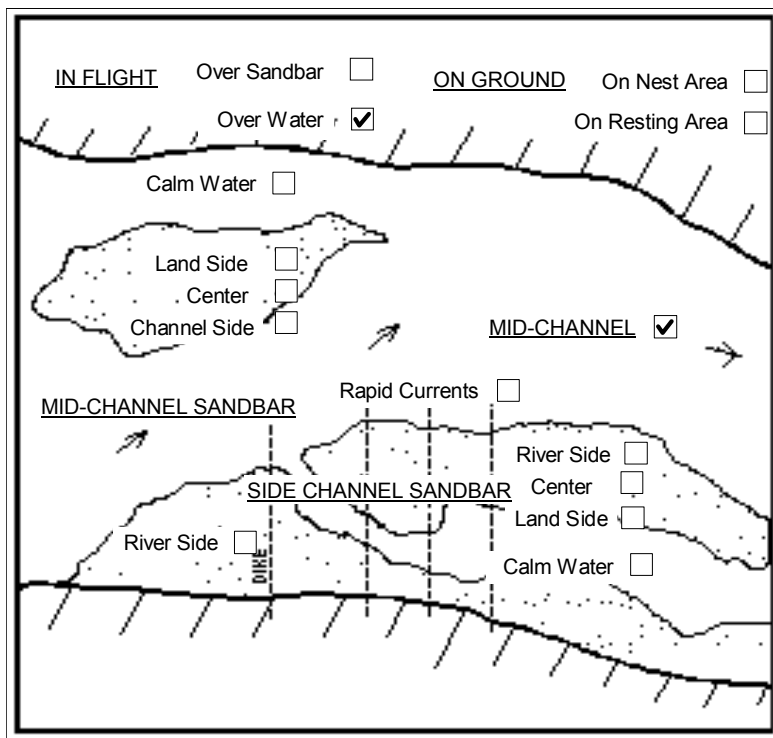 IN FLIGHT
Over Sandbar
ON GROUND
On Nest Area
Over Water
On Resting Area
Calm Water
Land Side
Center
Channel Side
MID-CHANNEL
Rapid Currents
MID-CHANNEL SANDBAR
River Side
SIDE CHANNEL SANDBAR
Center
Land Side
River Side
DIKE
Calm Water